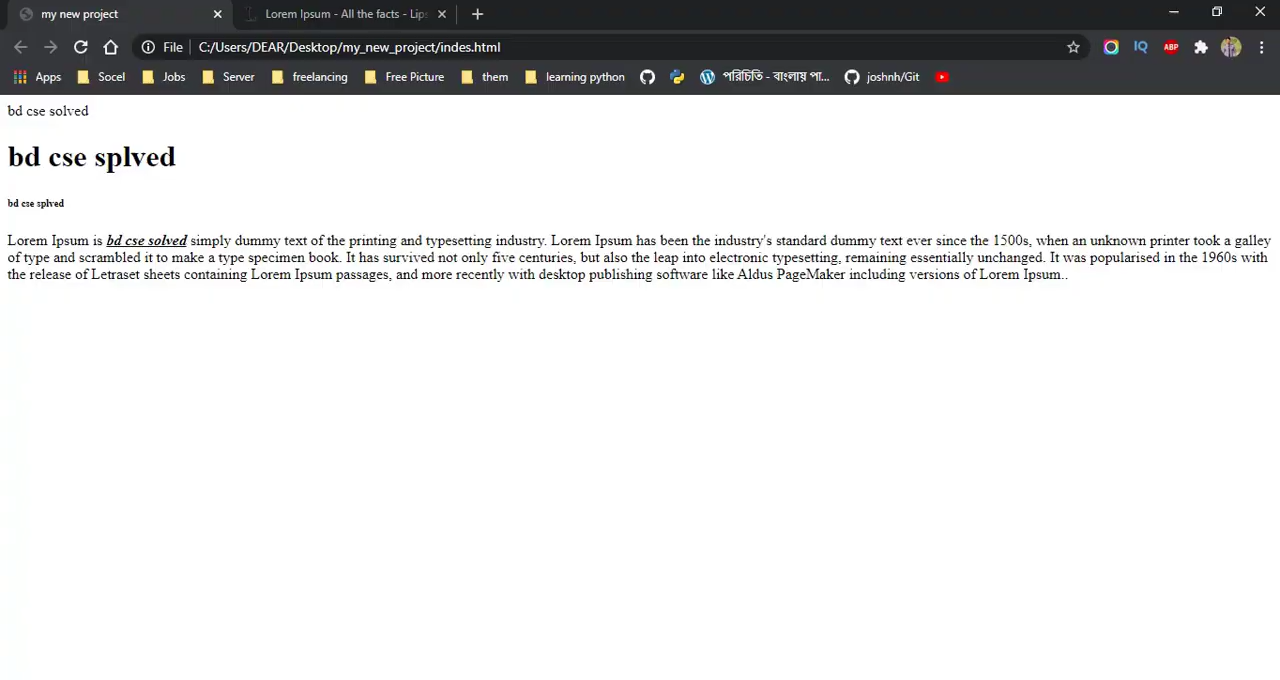 my new project
Lorem Ipsum - All the facts - Lips
File
C:/Users/DEAR/Desktop/my_new_project/indes.html
IQ
ABP
Apps
Socel
Jobs
Server
freelancing
Free Picture
them
learning python
পরিচিতি - বাংলায় পা...
joshnh/Git
bd cse solved
bd cse splved
bd cse splved
Lorem Ipsum is bd cse solved simply dummy text of the printing and typesetting industry. Lorem Ipsum has been the industry's standard dummy text ever since the 1500s, when an unknown printer took a galley
of type and scrambled it to make a type specimen book. It has survived not only five centuries, but also the leap into electronic typesetting, remaining essentially unchanged. It was popularised in the 1960s with
the release of Letraset sheets containing Lorem Ipsum passages, and more recently with desktop publishing software like Aldus PageMaker including versions of Lorem Ipsum..